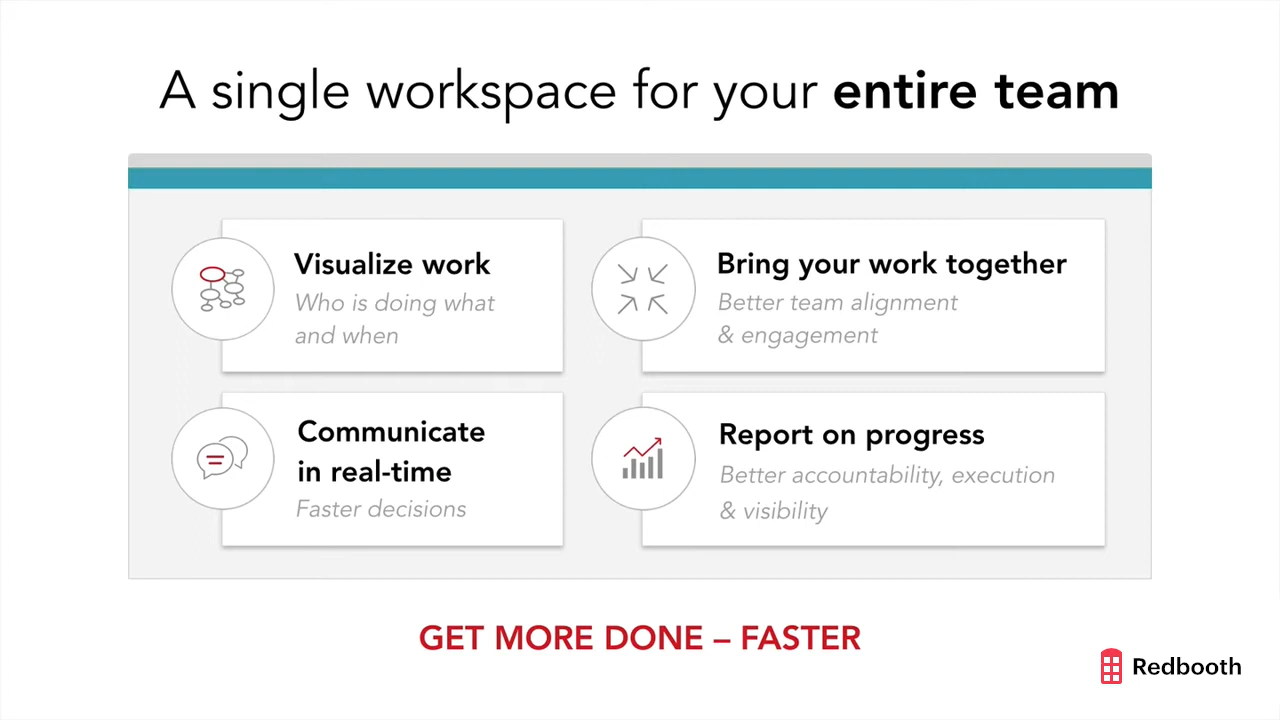 A single workspace for your entire team
Visualize work
Who is doing what
and when
Bring your work together
Better team alignment
& engagement
Communicate
in real-time
Faster decisions
Report on progress
Better accountability, execution
& visibility
GET MORE DONE – FASTER
Redbooth